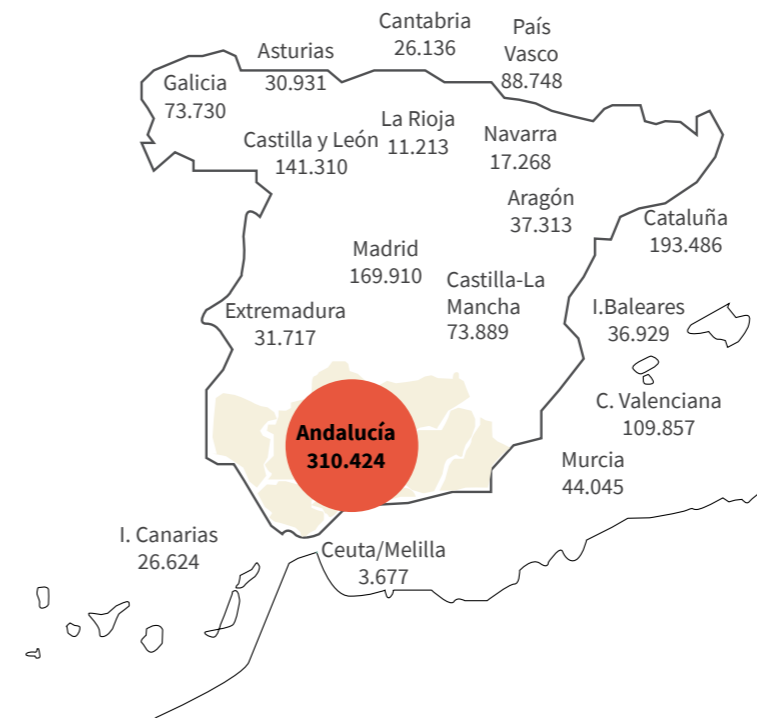 Cantabria
26.136
País
Vasco
88.748
Asturias
30.931
Galicia
73.730
La Rioja
11.213
Castilla y León
141.310
Navarra
17.268
Aragón
37.313
Cataluña
193.486
Madrid
169.910
Castilla-La
Mancha
73.889
Extremadura
31.717
I.Baleares
36.929
C. Valenciana
109.857
Andalucía
310.424
Murcia
44.045
I. Canarias
26.624
Ceuta/Melilla
3.677